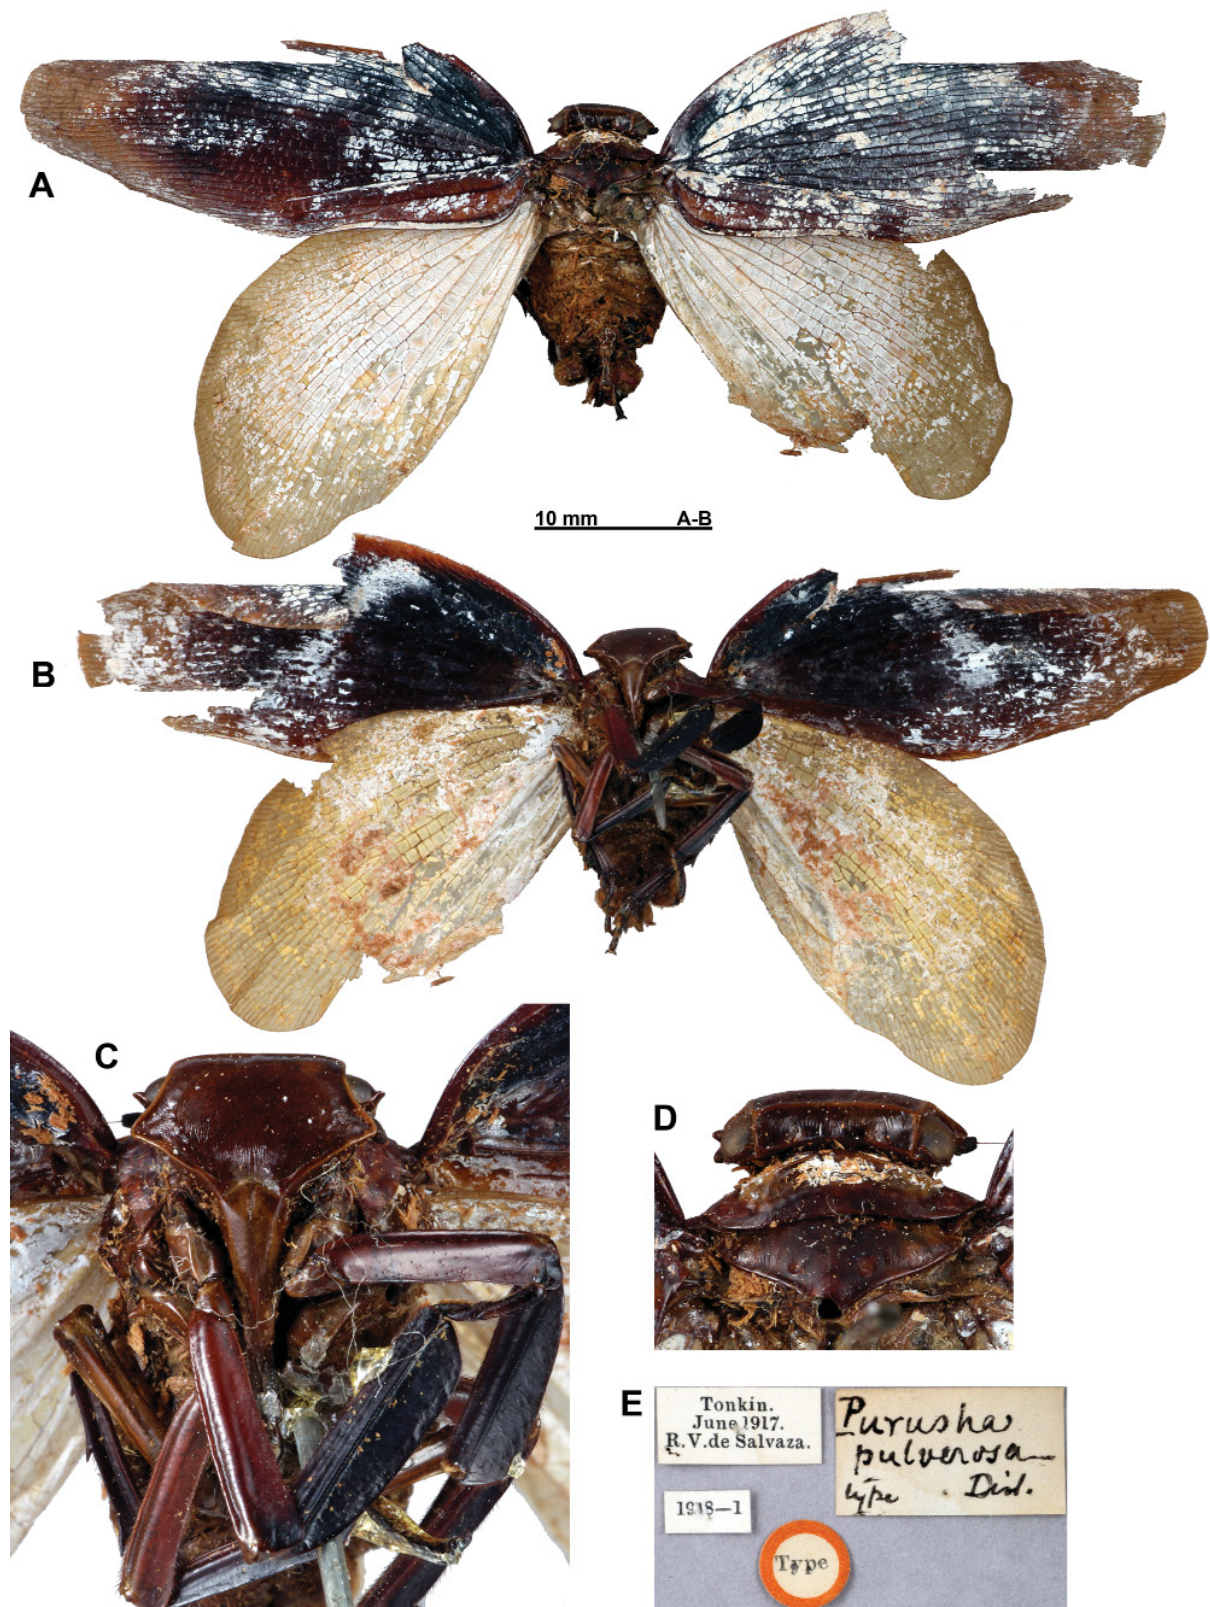 A
10 mm A-B
B
C
D
E
Tonkin.
June 1917.
R.V.de Salvaza.
1918—1
Purusha
pulverosa
type Dist.
Type